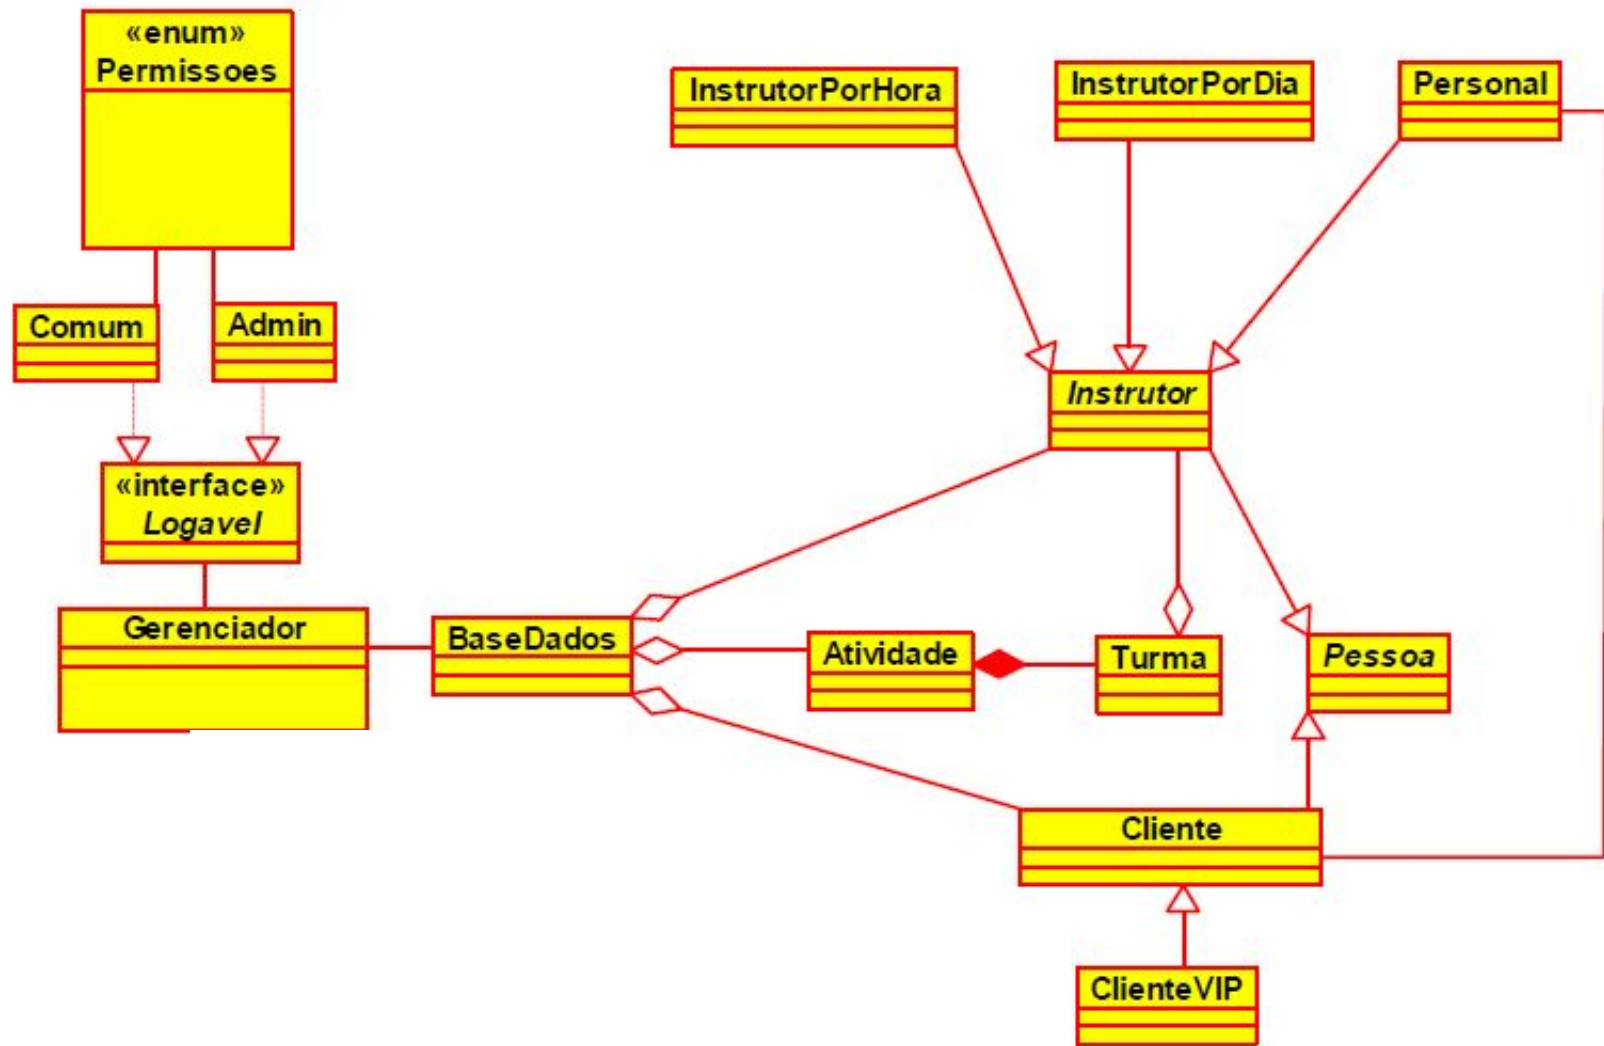 «enum»
Permissoes
InstrutorPorHora
InstrutorPorDia
Personal
Comum
Admin
Instrutor
«interface»
Logavel
Gerenciador
BaseDados
Atividade
Turma
Pessoa
Cliente
ClienteVIP